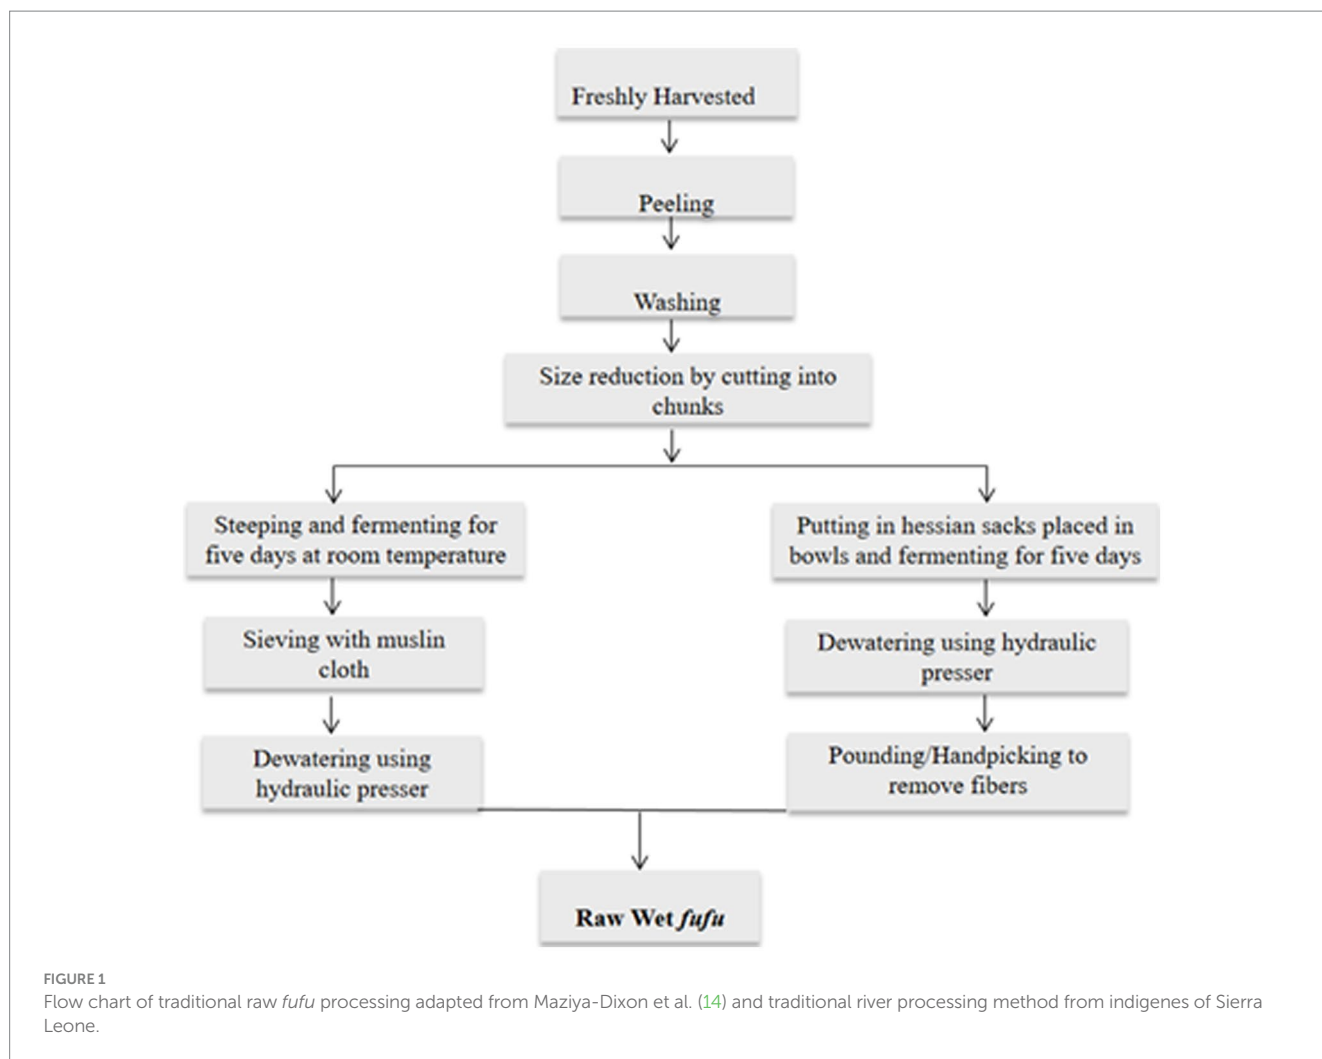 Freshly Harvested
Peeling
Washing
Size reduction by cutting into
chunks
Steeping and fermenting for
five days at room temperature
Sieving with muslin
cloth
Dewatering using
hydraulic presser
Putting in hessian sacks placed in
bowls and fermenting for five days
Dewatering using hydraulic
presser
Pounding/Handpicking to
remove fibers
Raw Wet fufu
FIGURE 1
Flow chart of traditional raw fufu processing adapted from Maziya-Dixon et al. (14) and traditional river processing method from indigenes of Sierra
Leone.